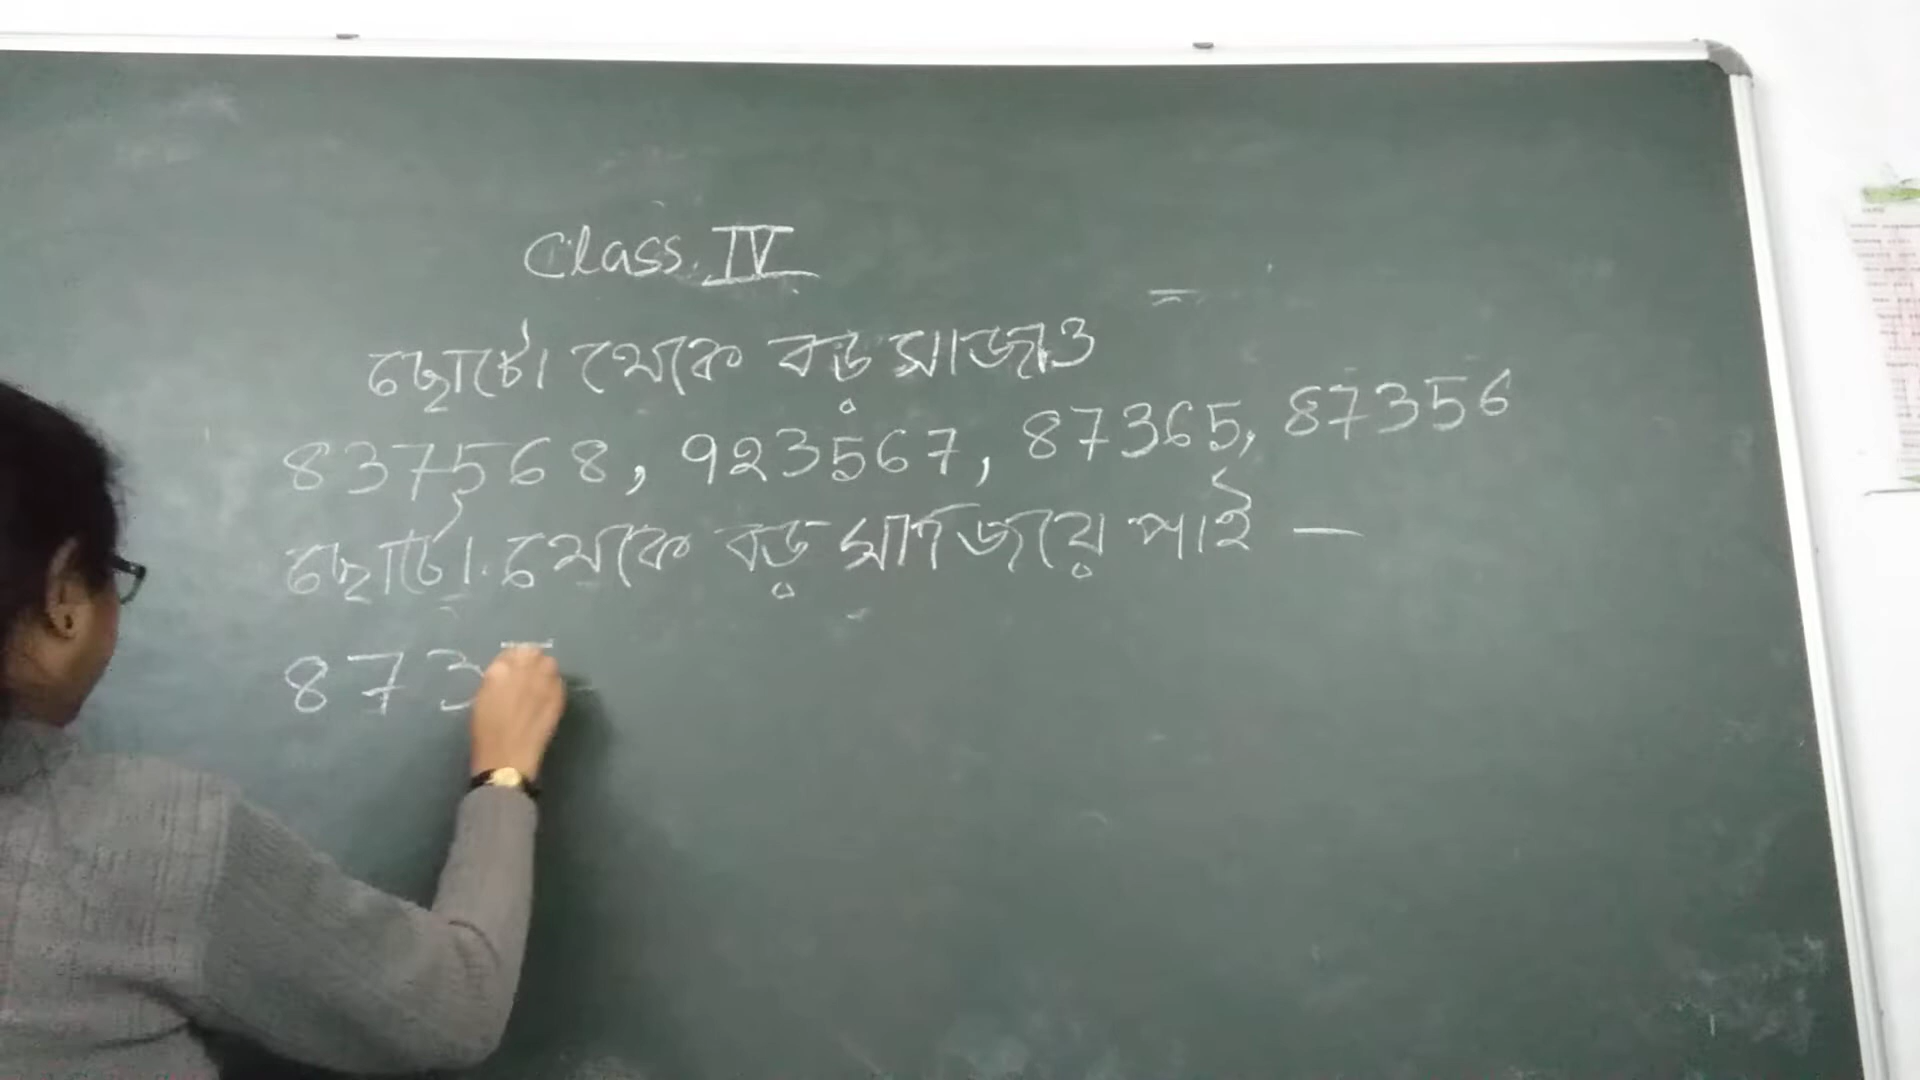 Class IV
ছোটো থেকে বড় সাজাও
837568, 923567, 87365, 87356
ছোটো থেকে বড় সাজিয়ে পাই —
873